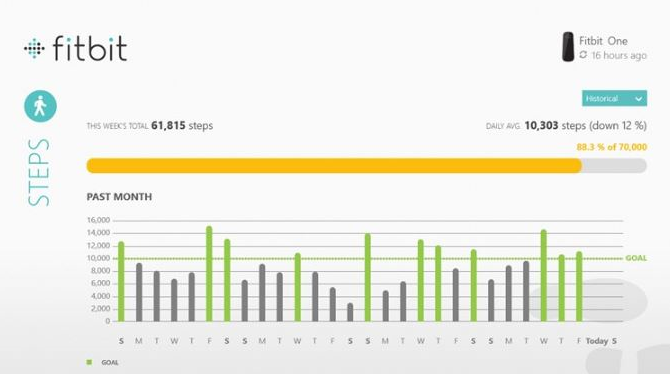 fitbit
Fitbit One
16 hours ago
Historical
STEPS
THIS WEEK'S TOTAL 61,815 steps
DAILY AVG. 10,303 steps (down 12 %)
88.3 % of 70,000
PAST MONTH
16,000
14,000
12,000
10,000
8,000
6,000
4,000
2,000
0
GOAL
S M T W T F S S M T W T F S S M T W T F S S M T W T F Today S
GOAL